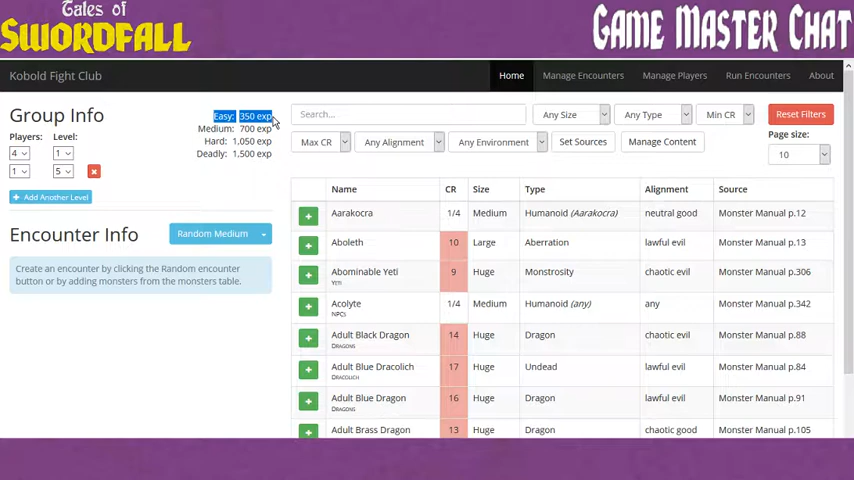 Tales of
SWORDFALL
GAME MASTER CHAT
Kobold Fight Club
Home
Manage Encounters
Manage Players
Run Encounters
About
Group Info
Players: Level:
4 1
1 5
Add Another Level
Easy: 350 exp
Medium: 700 exp
Hard: 1,050 exp
Deadly: 1,500 exp
Encounter Info
Random Medium
Create an encounter by clicking the Random encounter
button or by adding monsters from the monsters table.
Search...
Any Size
Any Type
Min CR
Reset Filters
Max CR
Any Alignment
Any Environment
Set Sources
Manage Content
Page size:
10
Name CR Size Type Alignment Source
Aarakocra 1/4 Medium Humanoid (Aarakocra) neutral good Monster Manual p.12
Aboleth 10 Large Aberration lawful evil Monster Manual p.13
Abominable Yeti 9 Huge Monstrosity chaotic evil Monster Manual p.306
Yeti
Acolyte 1/4 Medium Humanoid (any) any Monster Manual p.342
NPCs
Adult Black Dragon 14 Huge Dragon chaotic evil Monster Manual p.88
Dragons
Adult Blue Dracolich 17 Huge Undead lawful evil Monster Manual p.84
Dracolich
Adult Blue Dragon 16 Huge Dragon lawful evil Monster Manual p.91
Dragons
Adult Brass Dragon 13 Huge Dragon chaotic good Monster Manual p.105